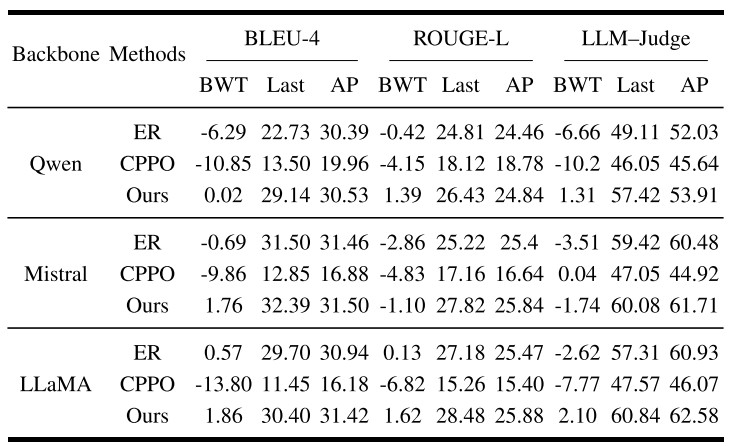 BLEU-4 ROUGE-L LLM–Judge
Backbone Methods
BWT Last AP BWT Last AP BWT Last AP
ER -6.29 22.73 30.39 -0.42 24.81 24.46 -6.66 49.11 52.03
Qwen CPPO -10.85 13.50 19.96 -4.15 18.12 18.78 -10.2 46.05 45.64
Ours 0.02 29.14 30.53 1.39 26.43 24.84 1.31 57.42 53.91
ER -0.69 31.50 31.46 -2.86 25.22 25.4 -3.51 59.42 60.48
Mistral CPPO -9.86 12.85 16.88 -4.83 17.16 16.64 0.04 47.05 44.92
Ours 1.76 32.39 31.50 -1.10 27.82 25.84 -1.74 60.08 61.71
ER 0.57 29.70 30.94 0.13 27.18 25.47 -2.62 57.31 60.93
LLaMA CPPO -13.80 11.45 16.18 -6.82 15.26 15.40 -7.77 47.57 46.07
Ours 1.86 30.40 31.42 1.62 28.48 25.88 2.10 60.84 62.58